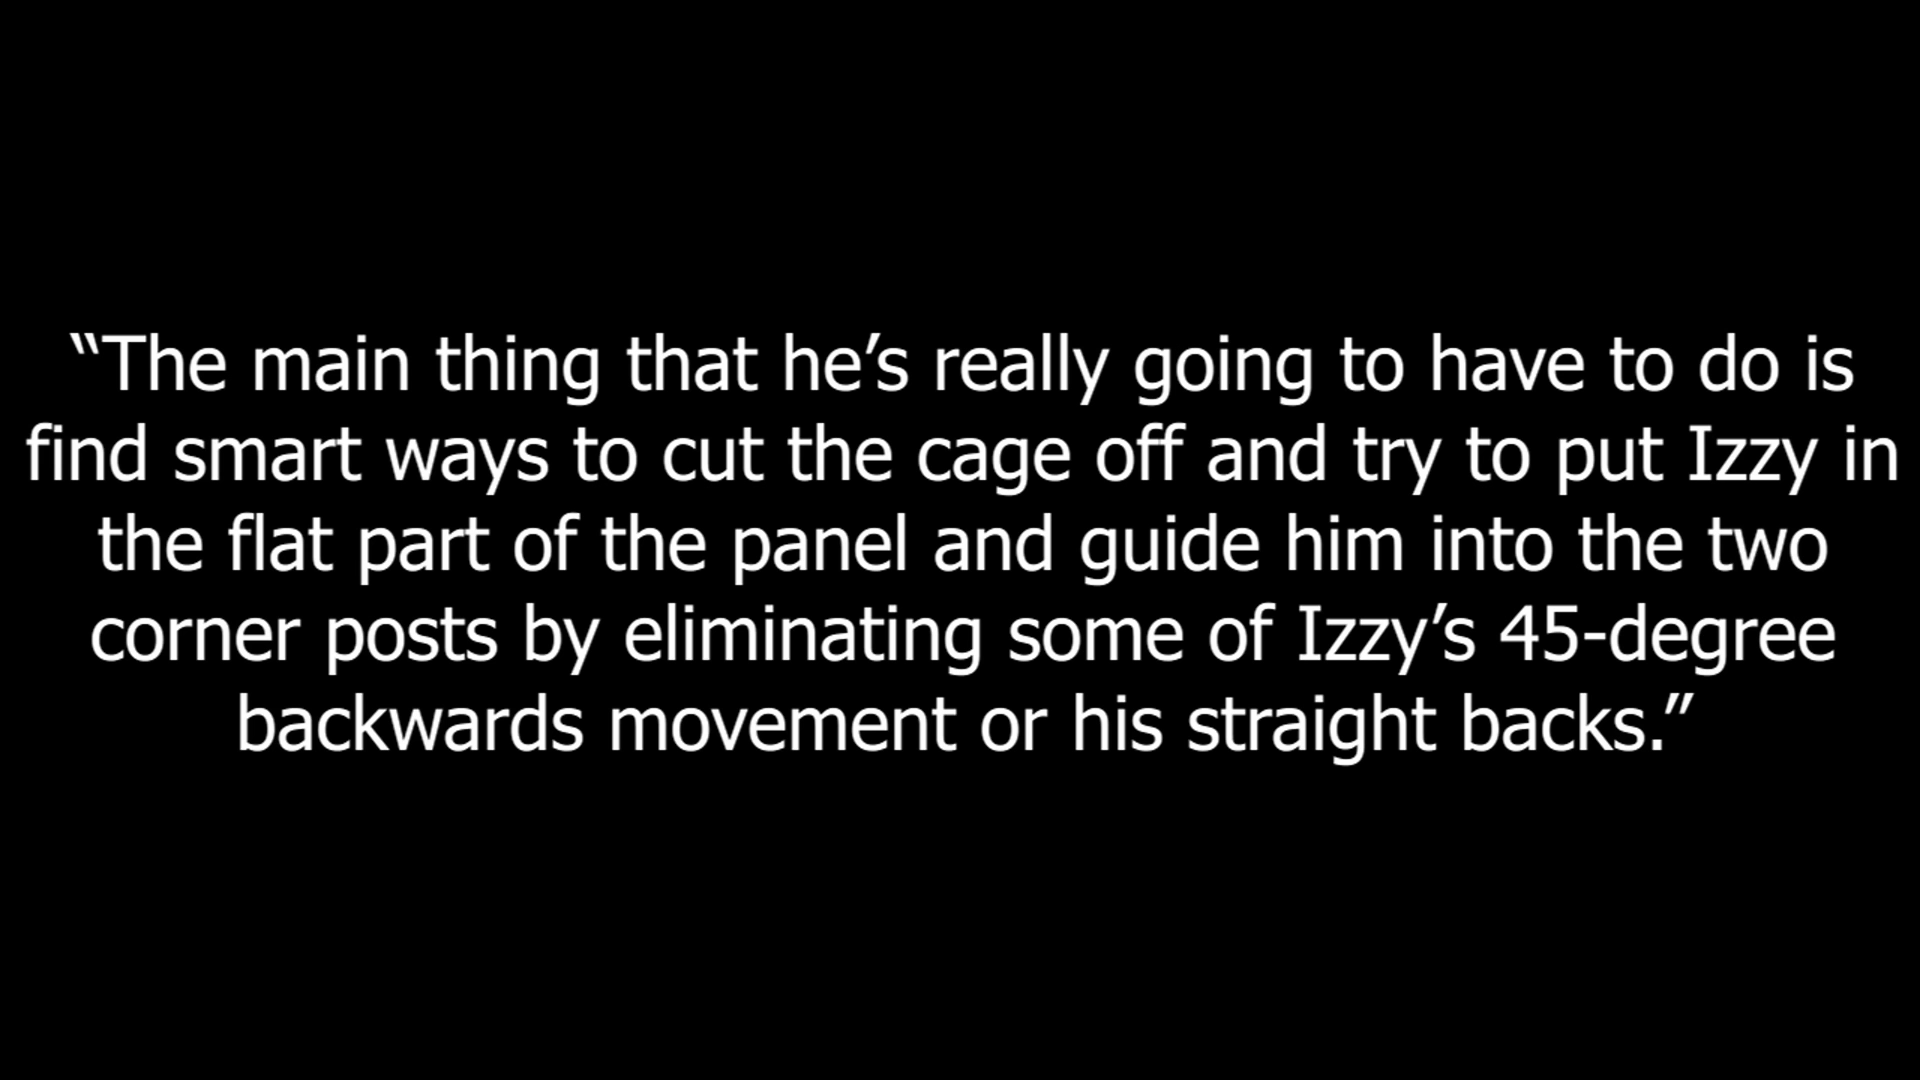 “The main thing that he’s really going to have to do is
find smart ways to cut the cage off and try to put Izzy in
the flat part of the panel and guide him into the two
corner posts by eliminating some of Izzy’s 45-degree
backwards movement or his straight backs.”